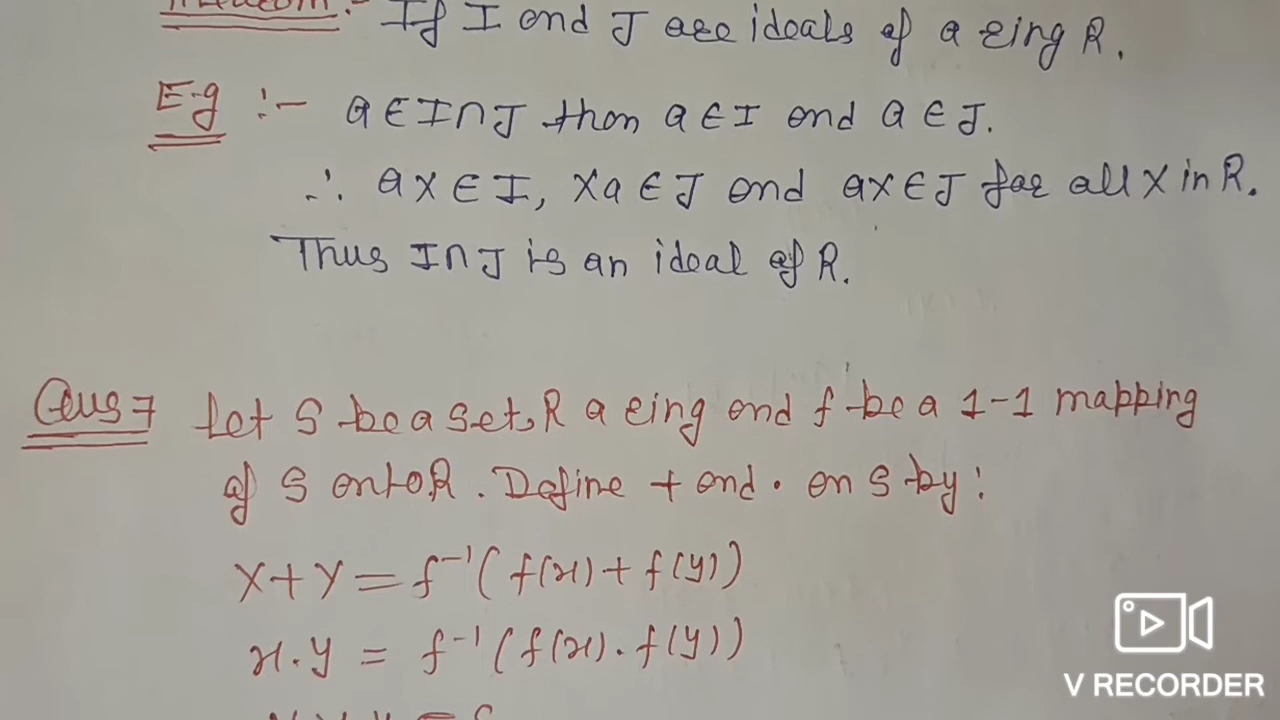 Theorem :- If I and J are ideals of a ring R.
E.g :- a ∈ I∩J then a ∈ I and a ∈ J.
∴ ax ∈ I, xa ∈ J and ax ∈ J for all x in R.
Thus I∩J is an ideal of R.
Ques 7 Let S be a set, R a ring and f be a 1-1 mapping
of S onto R. Define + and · on S by :
x + y = f⁻¹(f(x) + f(y))
x . y = f⁻¹(f(x) . f(y))
V RECORDER